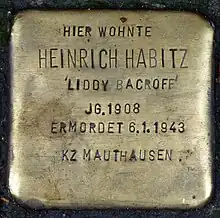 HIER WOHNTE
HEINRICH HABITZ
'LIDDY BACROFF'
JG. 1908
ERMORDET 6.1.1943
KZ MAUTHAUSEN